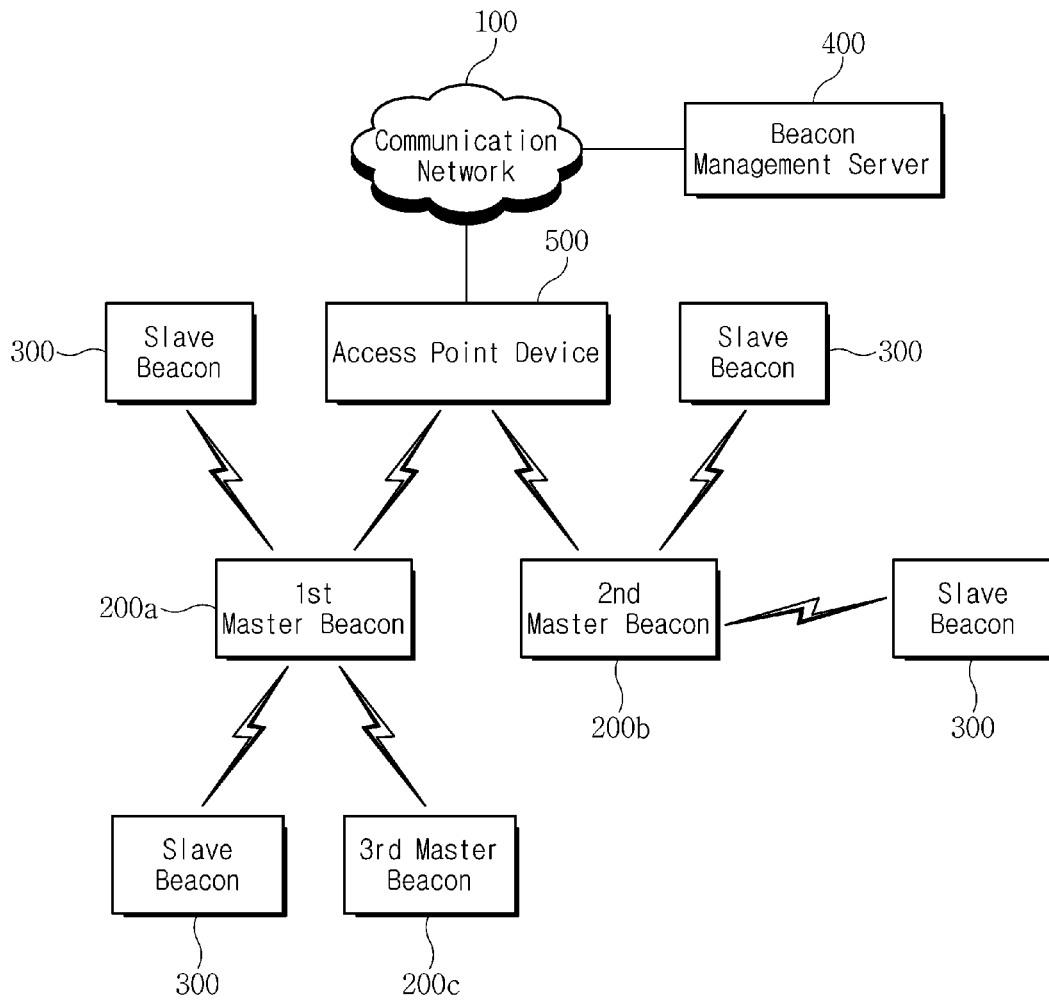 100
400
Communication
Network
Beacon
Management Server
500
300
Slave
Beacon
Access Point Device
Slave
Beacon
300
200a
1st
Master Beacon
2nd
Master Beacon
Slave
Beacon
200b
300
Slave
Beacon
3rd Master
Beacon
300
200c